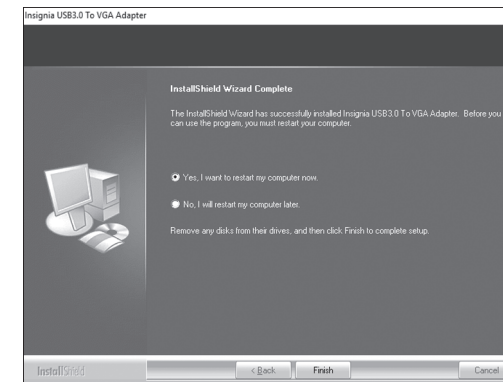 Insignia USB3.0 To VGA Adapter
InstallShield Wizard Complete
The InstallShield Wizard has successfully installed Insignia USB3.0 To VGA Adapter. Before you
can use the program, you must restart your computer.
Yes, I want to restart my computer now.
No, I will restart my computer later.
Remove any disks from their drives, and then click Finish to complete setup.
InstallShield
< Back
Finish
Cancel